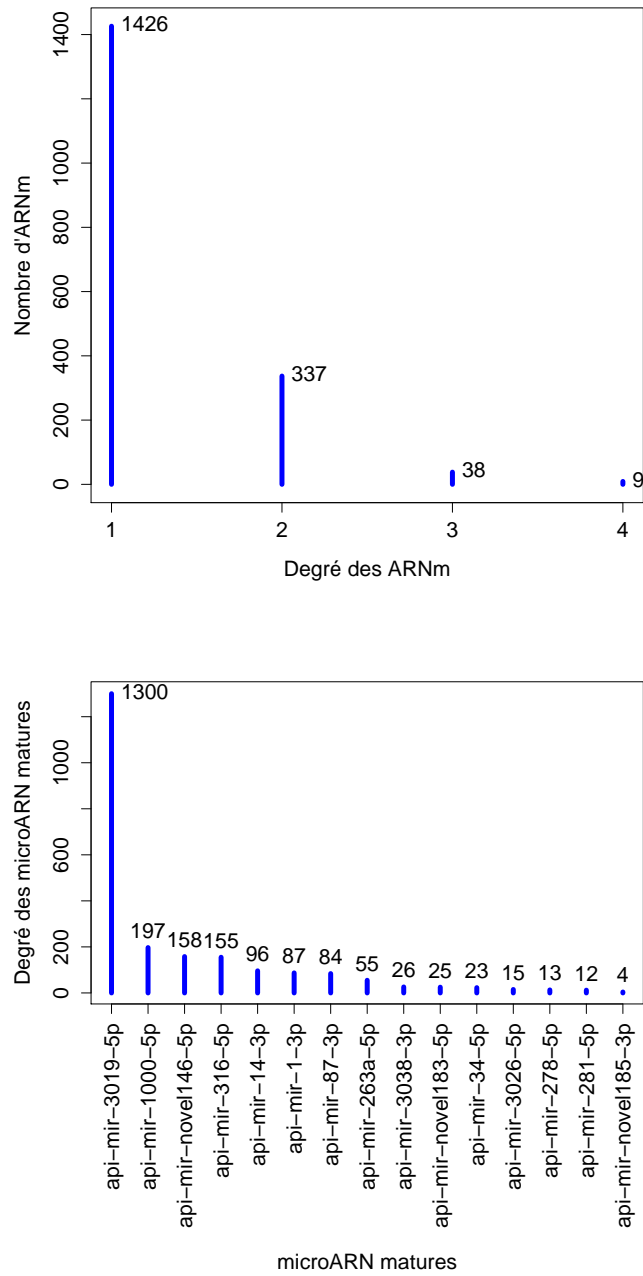 1400
1000
800
600
400
200
0
Nombre d'ARNm
1426
337
38
9
1
2
3
4
Degré des ARNm
1000
600
200
0
Degré des microARN matures
1300
197
158
155
96
87
84
55
26
25
23
15
13
12
4
api−mir−3019−5p
api−mir−1000−5p
api−mir−novel146−5p
api−mir−316−5p
api−mir−14−3p
api−mir−1−3p
api−mir−87−3p
api−mir−263a−5p
api−mir−3038−3p
api−mir−novel183−5p
api−mir−34−5p
api−mir−3026−5p
api−mir−278−5p
api−mir−281−5p
api−mir−novel185−3p
microARN matures